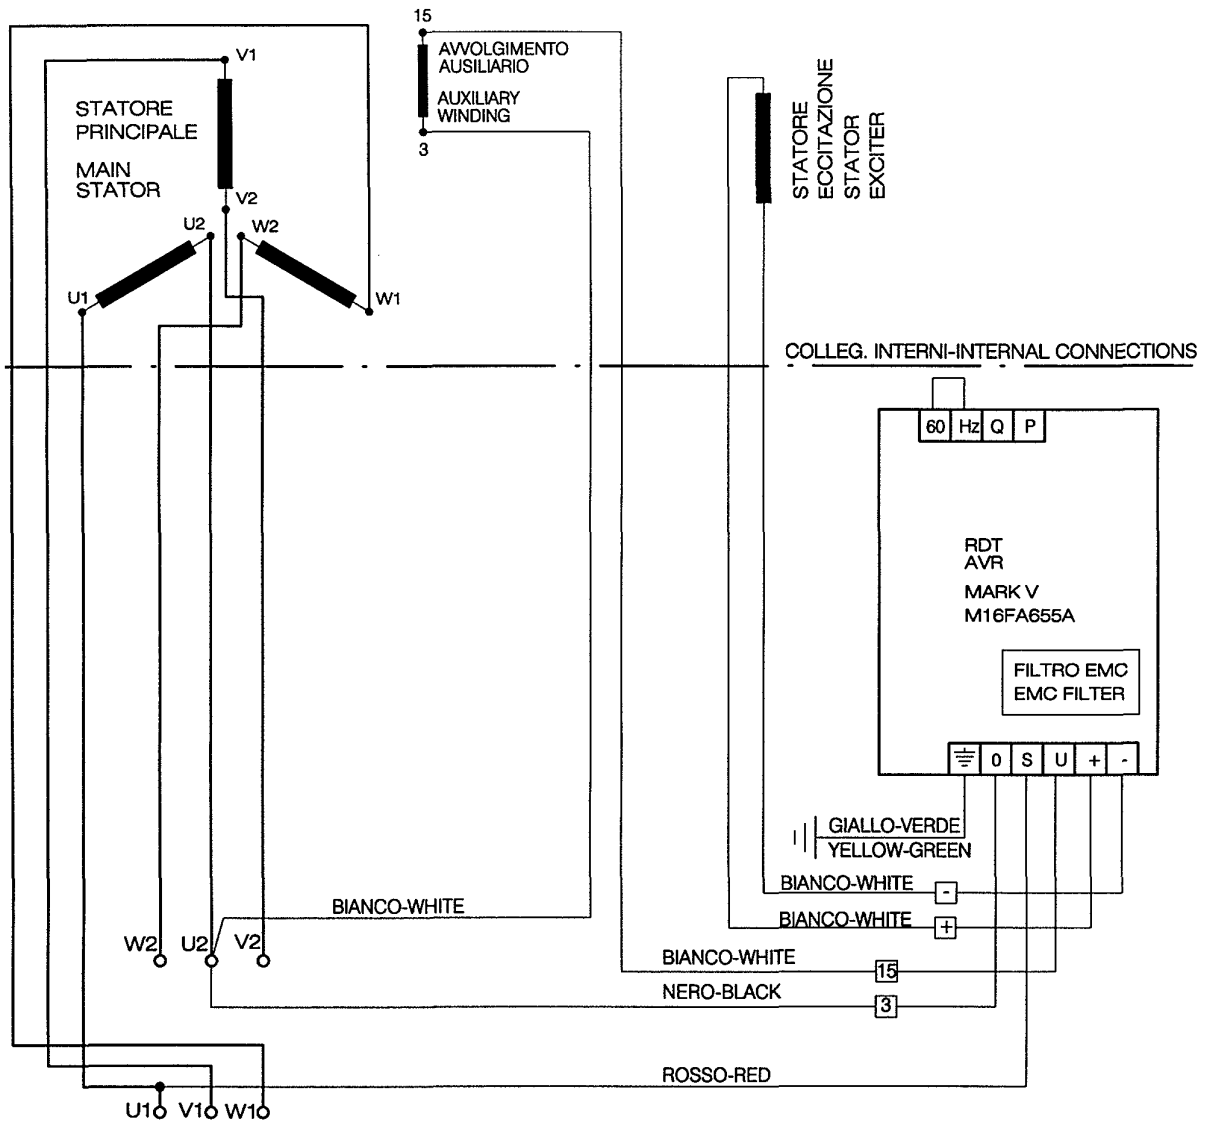 15
V1
AVVOLGIMENTO
AUSILIARIO
AUXILIARY
WINDING
3
STATORE
PRINCIPALE
MAIN
STATOR
V2
U2
W2
U1
W1
STATORE
ECCITAZIONE
STATOR
EXCITER
COLLEG. INTERNI-INTERNAL CONNECTIONS
60 Hz Q P
RDT
AVR
MARK V
M16FA655A
FILTRO EMC
EMC FILTER
0 S U + -
GIALLO-VERDE
YELLOW-GREEN
BIANCO-WHITE -
BIANCO-WHITE
BIANCO-WHITE +
W2 U2 V2
BIANCO-WHITE 15
NERO-BLACK 3
ROSSO-RED
U1 V1 W1